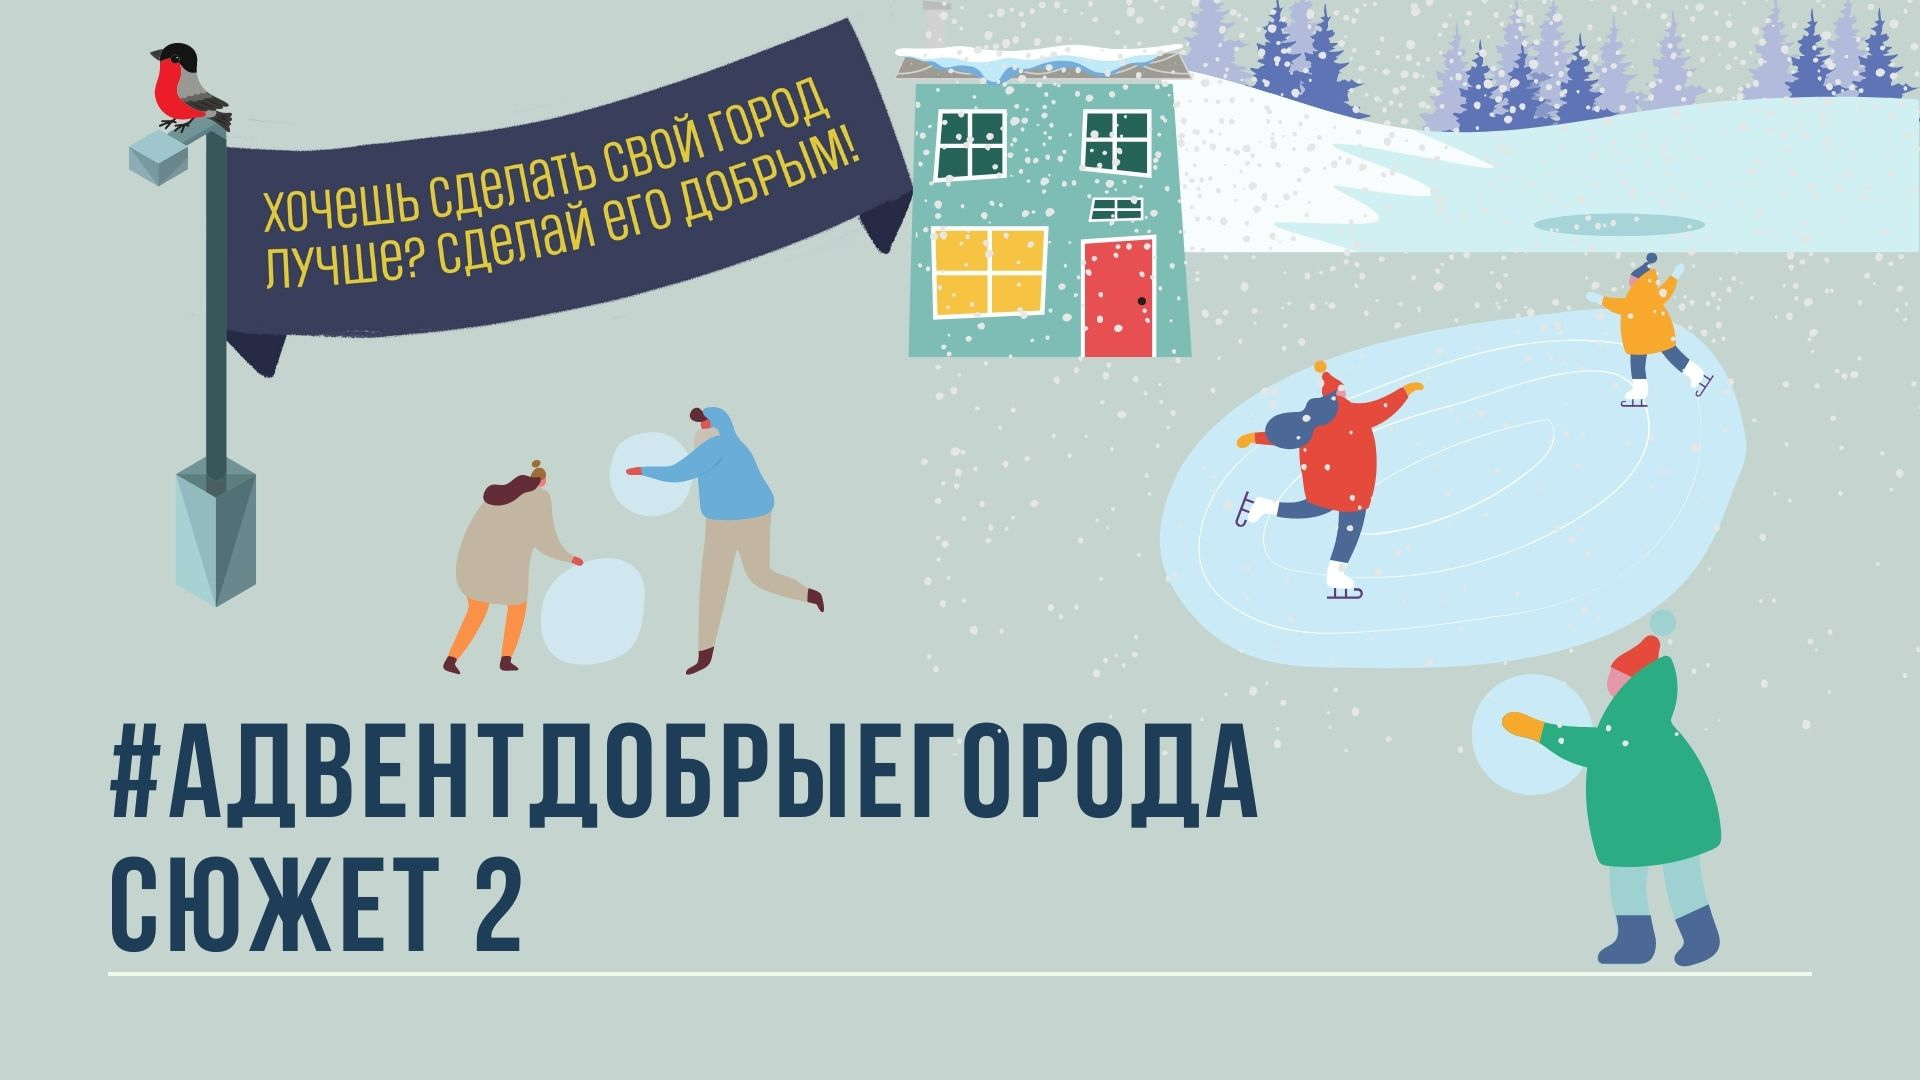 ХОЧЕШЬ СДЕЛАТЬ СВОЙ ГОРОД
ЛУЧШЕ? СДЕЛАЙ ЕГО ДОБРЫМ!
#АДВЕНТДОБРЫЕГОРОДА
СЮЖЕТ 2